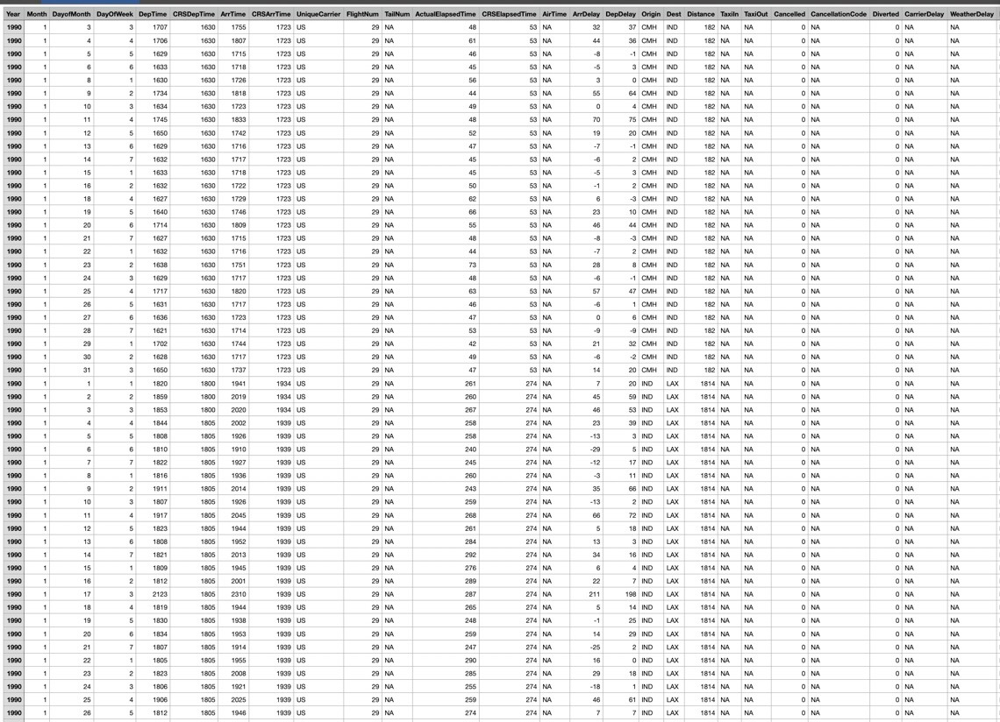 Year Month DayofMonth DayOfWeek DepTime CRSDepTime ArrTime CRSArrTime UniqueCarrier FlightNum TailNum ActualElapsedTime CRSElapsedTime AirTime ArrDelay DepDelay Origin Dest Distance TaxiIn TaxiOut Cancelled CancellationCode Diverted CarrierDelay WeatherDelay
1990 1 3 3 1707 1630 1755 1723 US 29 NA 48 53 NA 32 37 CMH IND 182 NA NA 0 NA 0 NA NA
1990 1 4 4 1706 1630 1807 1723 US 29 NA 61 53 NA 44 36 CMH IND 182 NA NA 0 NA 0 NA NA
1990 1 5 5 1629 1630 1715 1723 US 29 NA 46 53 NA -8 -1 CMH IND 182 NA NA 0 NA 0 NA NA
1990 1 6 6 1633 1630 1718 1723 US 29 NA 45 53 NA -5 3 CMH IND 182 NA NA 0 NA 0 NA NA
1990 1 8 1 1630 1630 1726 1723 US 29 NA 56 53 NA 3 0 CMH IND 182 NA NA 0 NA 0 NA NA
1990 1 9 2 1734 1630 1818 1723 US 29 NA 44 53 NA 55 64 CMH IND 182 NA NA 0 NA 0 NA NA
1990 1 10 3 1634 1630 1723 1723 US 29 NA 49 53 NA 0 4 CMH IND 182 NA NA 0 NA 0 NA NA
1990 1 11 4 1745 1630 1833 1723 US 29 NA 48 53 NA 70 75 CMH IND 182 NA NA 0 NA 0 NA NA
1990 1 12 5 1650 1630 1742 1723 US 29 NA 52 53 NA 19 20 CMH IND 182 NA NA 0 NA 0 NA NA
1990 1 13 6 1629 1630 1716 1723 US 29 NA 47 53 NA -7 -1 CMH IND 182 NA NA 0 NA 0 NA NA
1990 1 14 7 1632 1630 1717 1723 US 29 NA 45 53 NA -6 2 CMH IND 182 NA NA 0 NA 0 NA NA
1990 1 15 1 1633 1630 1718 1723 US 29 NA 45 53 NA -5 3 CMH IND 182 NA NA 0 NA 0 NA NA
1990 1 16 2 1632 1630 1722 1723 US 29 NA 50 53 NA -1 2 CMH IND 182 NA NA 0 NA 0 NA NA
1990 1 18 4 1627 1630 1729 1723 US 29 NA 62 53 NA 6 -3 CMH IND 182 NA NA 0 NA 0 NA NA
1990 1 19 5 1640 1630 1746 1723 US 29 NA 66 53 NA 23 10 CMH IND 182 NA NA 0 NA 0 NA NA
1990 1 20 6 1714 1630 1809 1723 US 29 NA 55 53 NA 46 44 CMH IND 182 NA NA 0 NA 0 NA NA
1990 1 21 7 1627 1630 1715 1723 US 29 NA 48 53 NA -8 -3 CMH IND 182 NA NA 0 NA 0 NA NA
1990 1 22 1 1632 1630 1716 1723 US 29 NA 44 53 NA -7 2 CMH IND 182 NA NA 0 NA 0 NA NA
1990 1 23 2 1638 1630 1751 1723 US 29 NA 73 53 NA 28 8 CMH IND 182 NA NA 0 NA 0 NA NA
1990 1 24 3 1629 1630 1717 1723 US 29 NA 48 53 NA -6 -1 CMH IND 182 NA NA 0 NA 0 NA NA
1990 1 25 4 1717 1630 1820 1723 US 29 NA 63 53 NA 57 47 CMH IND 182 NA NA 0 NA 0 NA NA
1990 1 26 5 1631 1630 1717 1723 US 29 NA 46 53 NA -6 1 CMH IND 182 NA NA 0 NA 0 NA NA
1990 1 27 6 1636 1630 1723 1723 US 29 NA 47 53 NA 0 6 CMH IND 182 NA NA 0 NA 0 NA NA
1990 1 28 7 1621 1630 1714 1723 US 29 NA 53 53 NA -9 -9 CMH IND 182 NA NA 0 NA 0 NA NA
1990 1 29 1 1702 1630 1744 1723 US 29 NA 42 53 NA 21 32 CMH IND 182 NA NA 0 NA 0 NA NA
1990 1 30 2 1628 1630 1717 1723 US 29 NA 49 53 NA -6 -2 CMH IND 182 NA NA 0 NA 0 NA NA
1990 1 31 3 1650 1630 1737 1723 US 29 NA 47 53 NA 14 20 CMH IND 182 NA NA 0 NA 0 NA NA
1990 1 1 1 1820 1800 1941 1934 US 29 NA 261 274 NA 7 20 IND LAX 1814 NA NA 0 NA 0 NA NA
1990 1 2 2 1859 1800 2019 1934 US 29 NA 260 274 NA 45 59 IND LAX 1814 NA NA 0 NA 0 NA NA
1990 1 3 3 1853 1800 2020 1934 US 29 NA 267 274 NA 46 53 IND LAX 1814 NA NA 0 NA 0 NA NA
1990 1 4 4 1844 1805 2002 1939 US 29 NA 258 274 NA 23 39 IND LAX 1814 NA NA 0 NA 0 NA NA
1990 1 5 5 1808 1805 1926 1939 US 29 NA 258 274 NA -13 3 IND LAX 1814 NA NA 0 NA 0 NA NA
1990 1 6 6 1810 1805 1910 1939 US 29 NA 240 274 NA -29 5 IND LAX 1814 NA NA 0 NA 0 NA NA
1990 1 7 7 1822 1805 1927 1939 US 29 NA 245 274 NA -12 17 IND LAX 1814 NA NA 0 NA 0 NA NA
1990 1 8 1 1816 1805 1936 1939 US 29 NA 260 274 NA -3 11 IND LAX 1814 NA NA 0 NA 0 NA NA
1990 1 9 2 1911 1805 2014 1939 US 29 NA 243 274 NA 35 66 IND LAX 1814 NA NA 0 NA 0 NA NA
1990 1 10 3 1807 1805 1926 1939 US 29 NA 259 274 NA -13 2 IND LAX 1814 NA NA 0 NA 0 NA NA
1990 1 11 4 1917 1805 2045 1939 US 29 NA 268 274 NA 66 72 IND LAX 1814 NA NA 0 NA 0 NA NA
1990 1 12 5 1823 1805 1944 1939 US 29 NA 261 274 NA 5 18 IND LAX 1814 NA NA 0 NA 0 NA NA
1990 1 13 6 1808 1805 1952 1939 US 29 NA 284 274 NA 13 3 IND LAX 1814 NA NA 0 NA 0 NA NA
1990 1 14 7 1821 1805 2013 1939 US 29 NA 292 274 NA 34 16 IND LAX 1814 NA NA 0 NA 0 NA NA
1990 1 15 1 1809 1805 1945 1939 US 29 NA 276 274 NA 6 4 IND LAX 1814 NA NA 0 NA 0 NA NA
1990 1 16 2 1812 1805 2001 1939 US 29 NA 289 274 NA 22 7 IND LAX 1814 NA NA 0 NA 0 NA NA
1990 1 17 3 2123 1805 2310 1939 US 29 NA 287 274 NA 211 198 IND LAX 1814 NA NA 0 NA 0 NA NA
1990 1 18 4 1819 1805 1944 1939 US 29 NA 265 274 NA 5 14 IND LAX 1814 NA NA 0 NA 0 NA NA
1990 1 19 5 1830 1805 1938 1939 US 29 NA 248 274 NA -1 25 IND LAX 1814 NA NA 0 NA 0 NA NA
1990 1 20 6 1834 1805 1953 1939 US 29 NA 259 274 NA 14 29 IND LAX 1814 NA NA 0 NA 0 NA NA
1990 1 21 7 1807 1805 1914 1939 US 29 NA 247 274 NA -25 2 IND LAX 1814 NA NA 0 NA 0 NA NA
1990 1 22 1 1805 1805 1955 1939 US 29 NA 290 274 NA 16 0 IND LAX 1814 NA NA 0 NA 0 NA NA
1990 1 23 2 1823 1805 2008 1939 US 29 NA 285 274 NA 29 18 IND LAX 1814 NA NA 0 NA 0 NA NA
1990 1 24 3 1806 1805 1921 1939 US 29 NA 255 274 NA -18 1 IND LAX 1814 NA NA 0 NA 0 NA NA
1990 1 25 4 1906 1805 2025 1939 US 29 NA 259 274 NA 46 61 IND LAX 1814 NA NA 0 NA 0 NA NA
1990 1 26 5 1812 1805 1946 1939 US 29 NA 274 274 NA 7 7 IND LAX 1814 NA NA 0 NA 0 NA NA